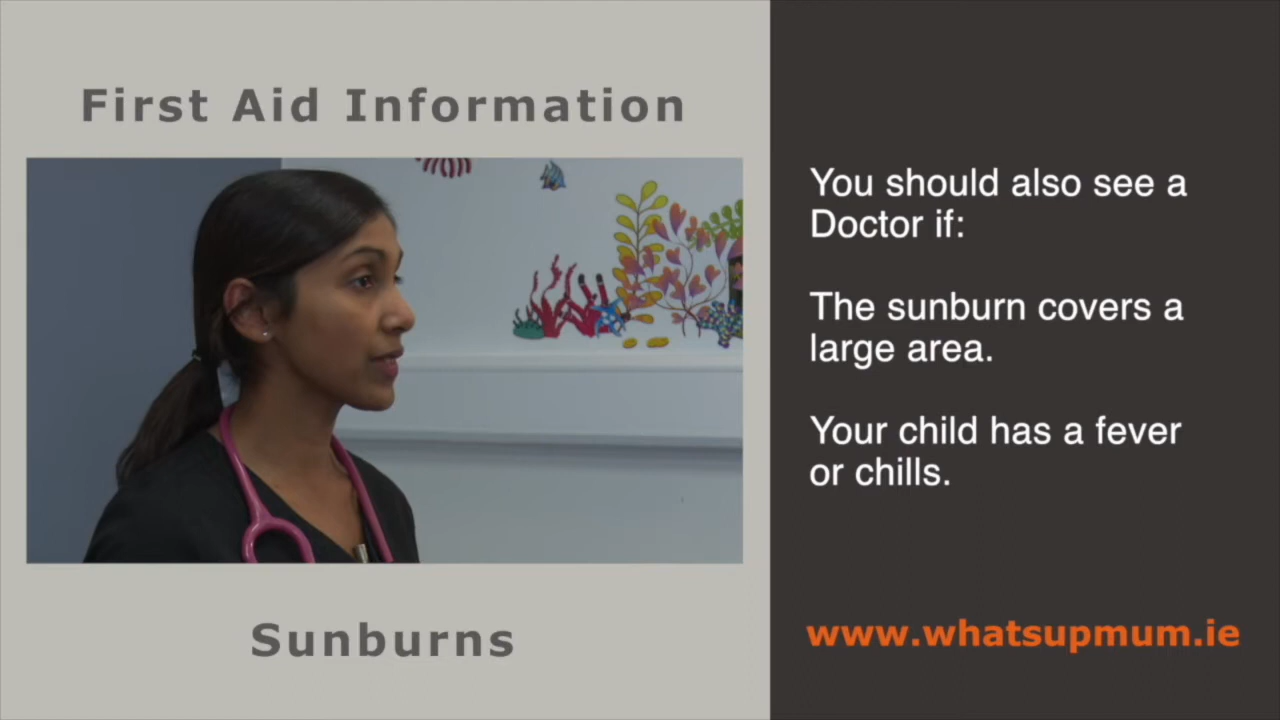 First Aid Information
You should also see a
Doctor if:
The sunburn covers a
large area.
Your child has a fever
or chills.
Sunburns
www.whatsupmum.ie